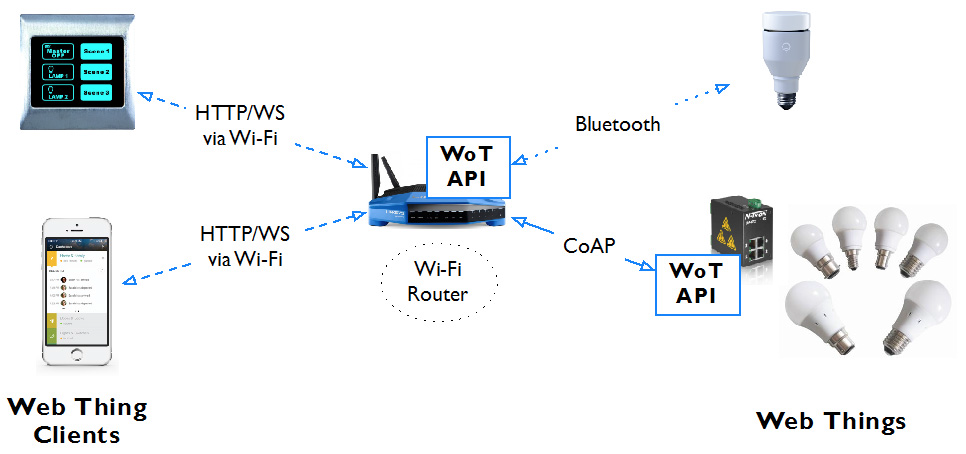 Master
OFF
Scene 1
LAMP 1
Scene 2
LAMP 2
Scene 3
HTTP/WS
via Wi-Fi
Bluetooth
WoT
API
HTTP/WS
via Wi-Fi
CoAP
Wi-Fi
Router
WoT
API
Web Thing
Clients
Web Things